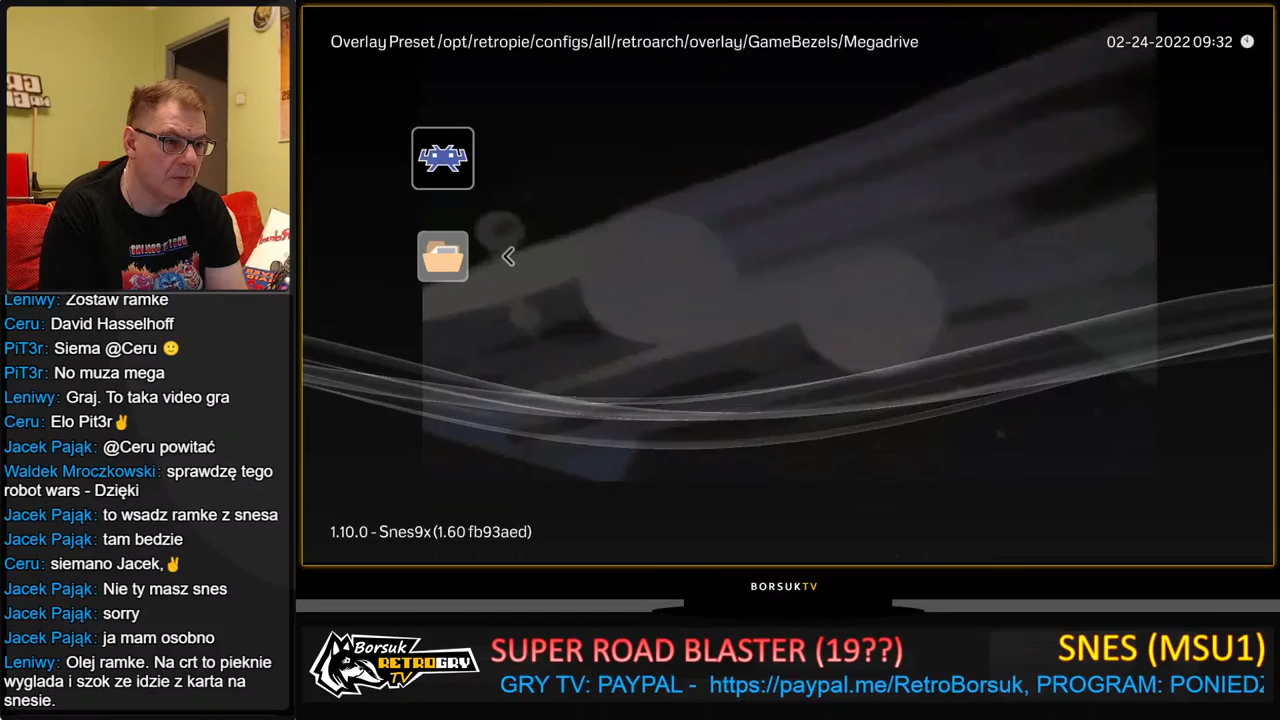 Overlay Preset /opt/retropie/configs/all/retroarch/overlay/GameBezels/Megadrive
02-24-2022 09:32
1.10.0 - Snes9x (1.60 fb93aed)
Leniwy: Zostaw ramke
Ceru: David Hasselhoff
PiT3r: Siema @Ceru 🙂
PiT3r: No muza mega
Leniwy: Graj. To taka video gra
Ceru: Elo Pit3r✌
Jacek Pająk: @Ceru powitać
Waldek Mroczkowski: sprawdzę tego
robot wars - Dzięki
Jacek Pająk: to wsadz ramke z snesa
Jacek Pająk: tam bedzie
Ceru: siemano Jacek,✌
Jacek Pająk: Nie ty masz snes
Jacek Pająk: sorry
Jacek Pająk: ja mam osobno
Leniwy: Olej ramke. Na crt to pieknie
wyglada i szok ze idzie z karta na
snesie.
BORSUKTV
Borsuk
RETROGRY
TV
SUPER ROAD BLASTER (19??)
SNES (MSU1)
GRY TV: PAYPAL - https://paypal.me/RetroBorsuk, PROGRAM: PONIEDZ